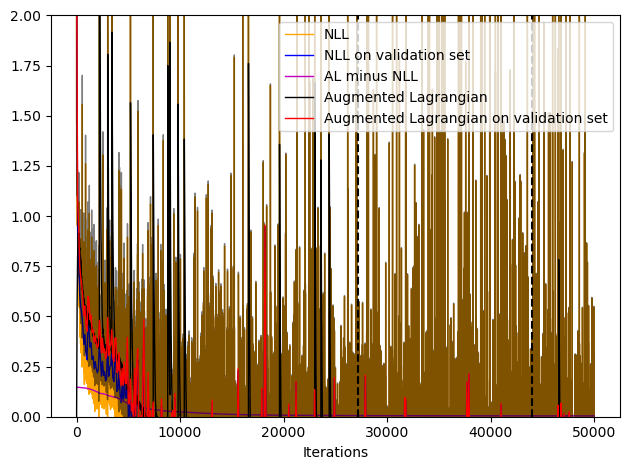 2.00
1.75
1.50
1.25
1.00
0.75
0.50
0.25
0.00
NLL
NLL on validation set
AL minus NLL
Augmented Lagrangian
Augmented Lagrangian on validation set
0
10000
20000
30000
40000
50000
Iterations